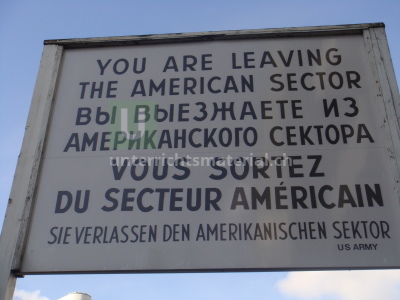 YOU ARE LEAVING
THE AMERICAN SECTOR
ВЫ ВЫЕЗЖАЕТЕ ИЗ
АМЕРИКАНСКОГО СЕКТОРА
VOUS SORTEZ
DU SECTEUR AMÉRICAIN
SIE VERLASSEN DEN AMERIKANISCHEN SEKTOR
US ARMY
U
unterrichtsmaterial.ch